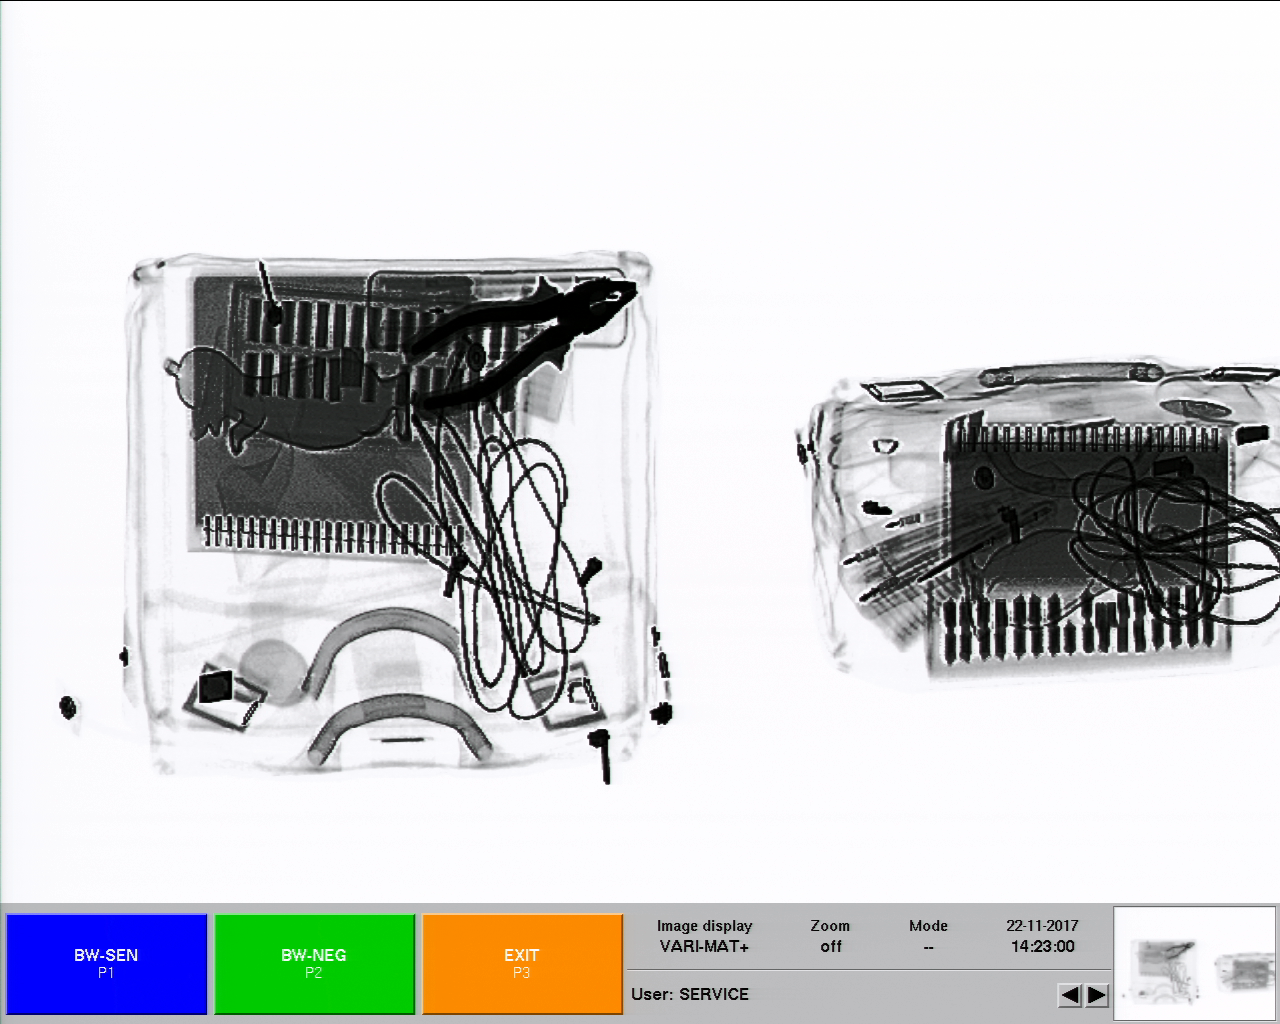 BW-SEN
P1
BW-NEG
P2
EXIT
P3
Image display
VARI-MAT+
Zoom
off
Mode
--
22-11-2017
14:23:00
User: SERVICE